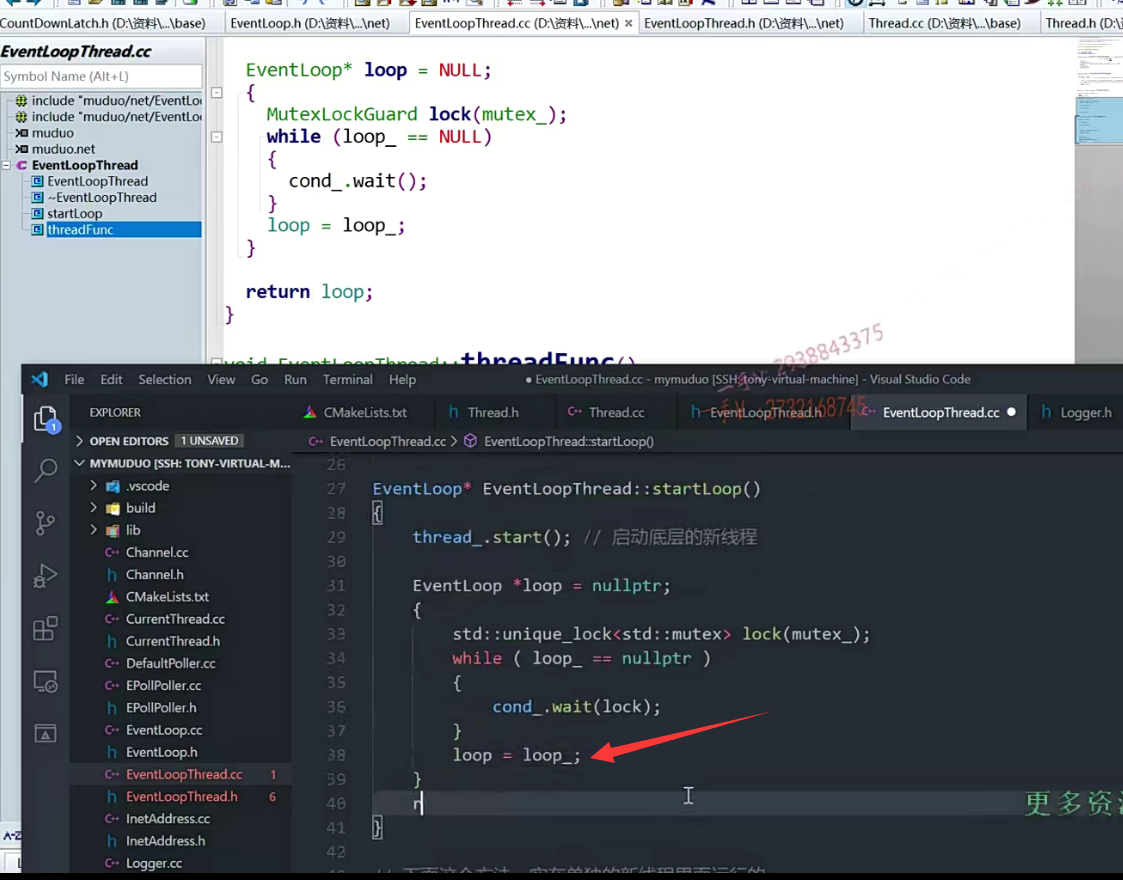 CountDownLatch.h (D:\资料\...\base)
EventLoop.h (D:\资料\...\net)
EventLoopThread.cc (D:\资料\...\net) ×
EventLoopThread.h (D:\资料\...\net)
Thread.cc (D:\资料\...\base)
Thread.h (D:\资
EventLoopThread.cc
Symbol Name (Alt+L)
include "muduo/net/EventLo
include "muduo/net/EventLo
muduo
muduo.net
EventLoopThread
EventLoopThread
~EventLoopThread
startLoop
threadFunc
EventLoop* loop = NULL;
{
MutexLockGuard lock(mutex_);
while (loop_ == NULL)
{
cond_.wait();
}
loop = loop_;
}
return loop;
}
void EventLoopThread::threadFunc()
2938843375
2722168745
File Edit Selection View Go Run Terminal Help
● EventLoopThread.cc - mymuduo [SSH: tony-virtual-machine] - Visual Studio Code
EXPLORER
CMakeLists.txt
Thread.h
Thread.cc
EventLoopThread.h
EventLoopThread.cc ●
Logger.h
OPEN EDITORS 1 UNSAVED
EventLoopThread.cc > EventLoopThread::startLoop()
MYMUDUO [SSH: TONY-VIRTUAL-M...
1
.vscode
build
lib
Channel.cc
Channel.h
CMakeLists.txt
CurrentThread.cc
CurrentThread.h
DefaultPoller.cc
EPollPoller.cc
EPollPoller.h
EventLoop.cc
EventLoop.h
EventLoopThread.cc 1
EventLoopThread.h 6
InetAddress.cc
InetAddress.h
Logger.cc
26
27 EventLoop* EventLoopThread::startLoop()
28 {
29 thread_.start(); // 启动底层的新线程
30
31 EventLoop *loop = nullptr;
32 {
33 std::unique_lock<std::mutex> lock(mutex_);
34 while ( loop_ == nullptr )
35 {
36 cond_.wait(lock);
37 }
38 loop = loop_;
39 }
40 r
41 }
42
更多资
A-Z